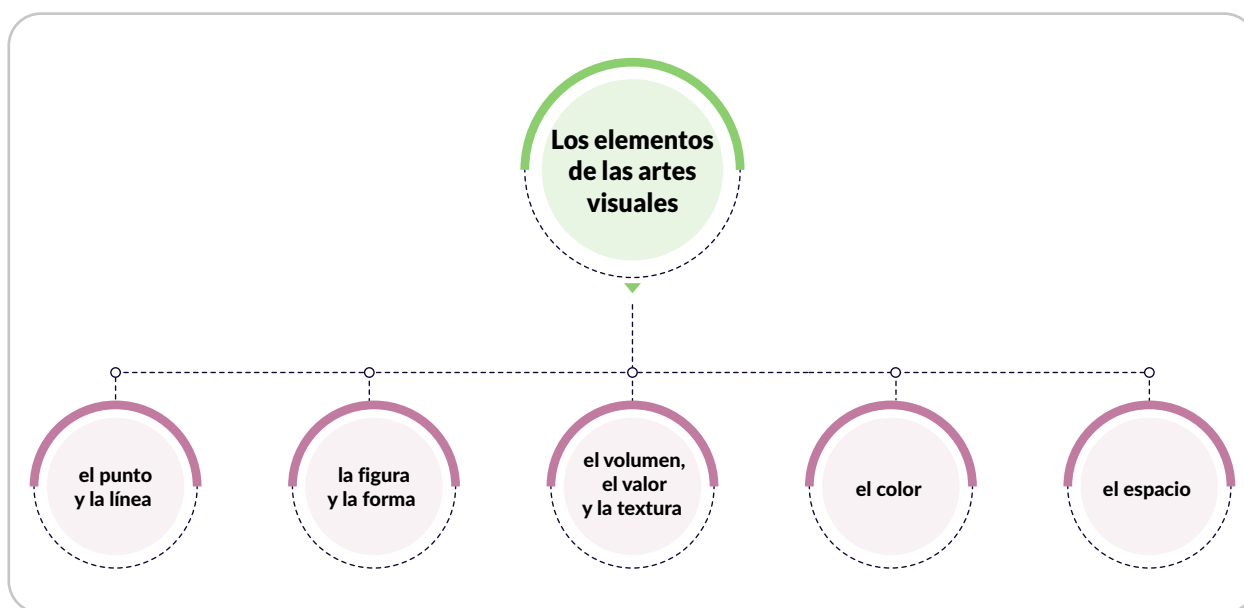 Los elementos
de las artes
visuales
el punto
y la línea
la figura
y la forma
el volumen,
el valor
y la textura
el color
el espacio